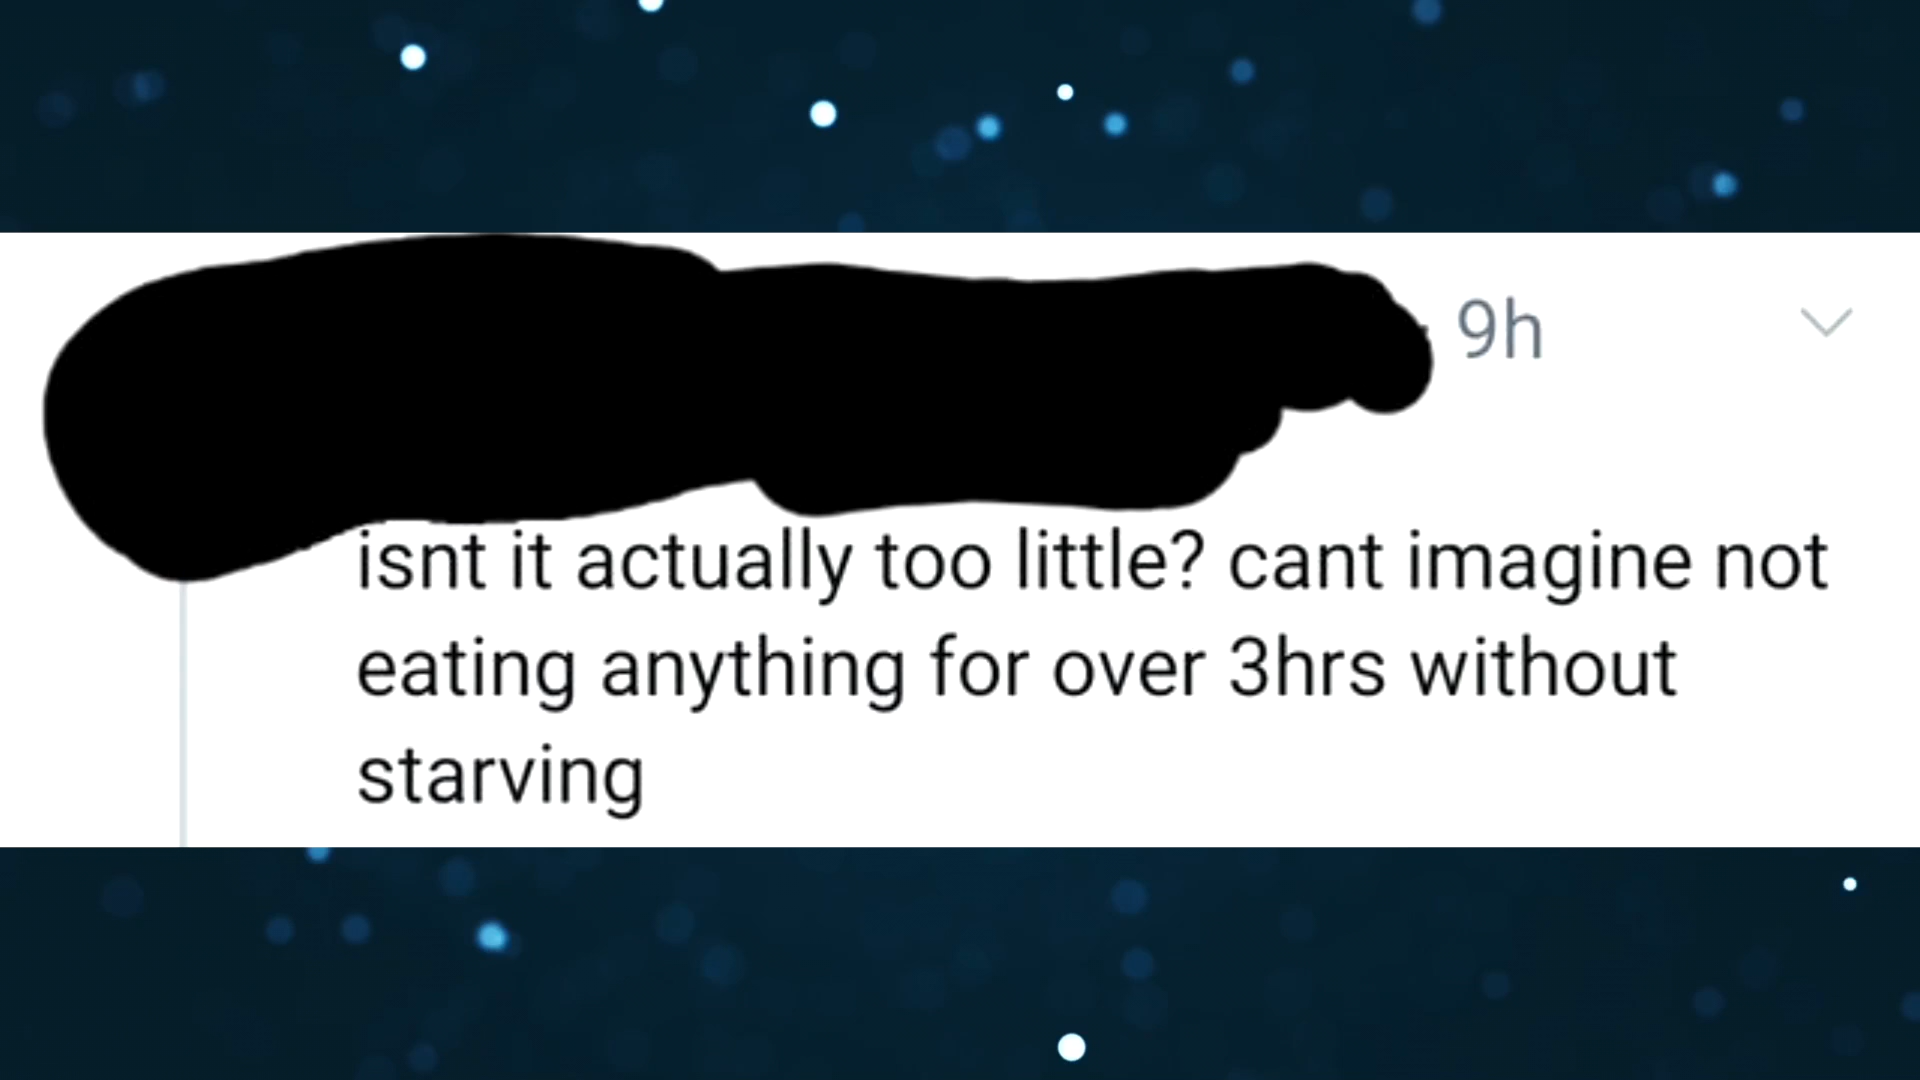 9h
isnt it actually too little? cant imagine not
eating anything for over 3hrs without
starving